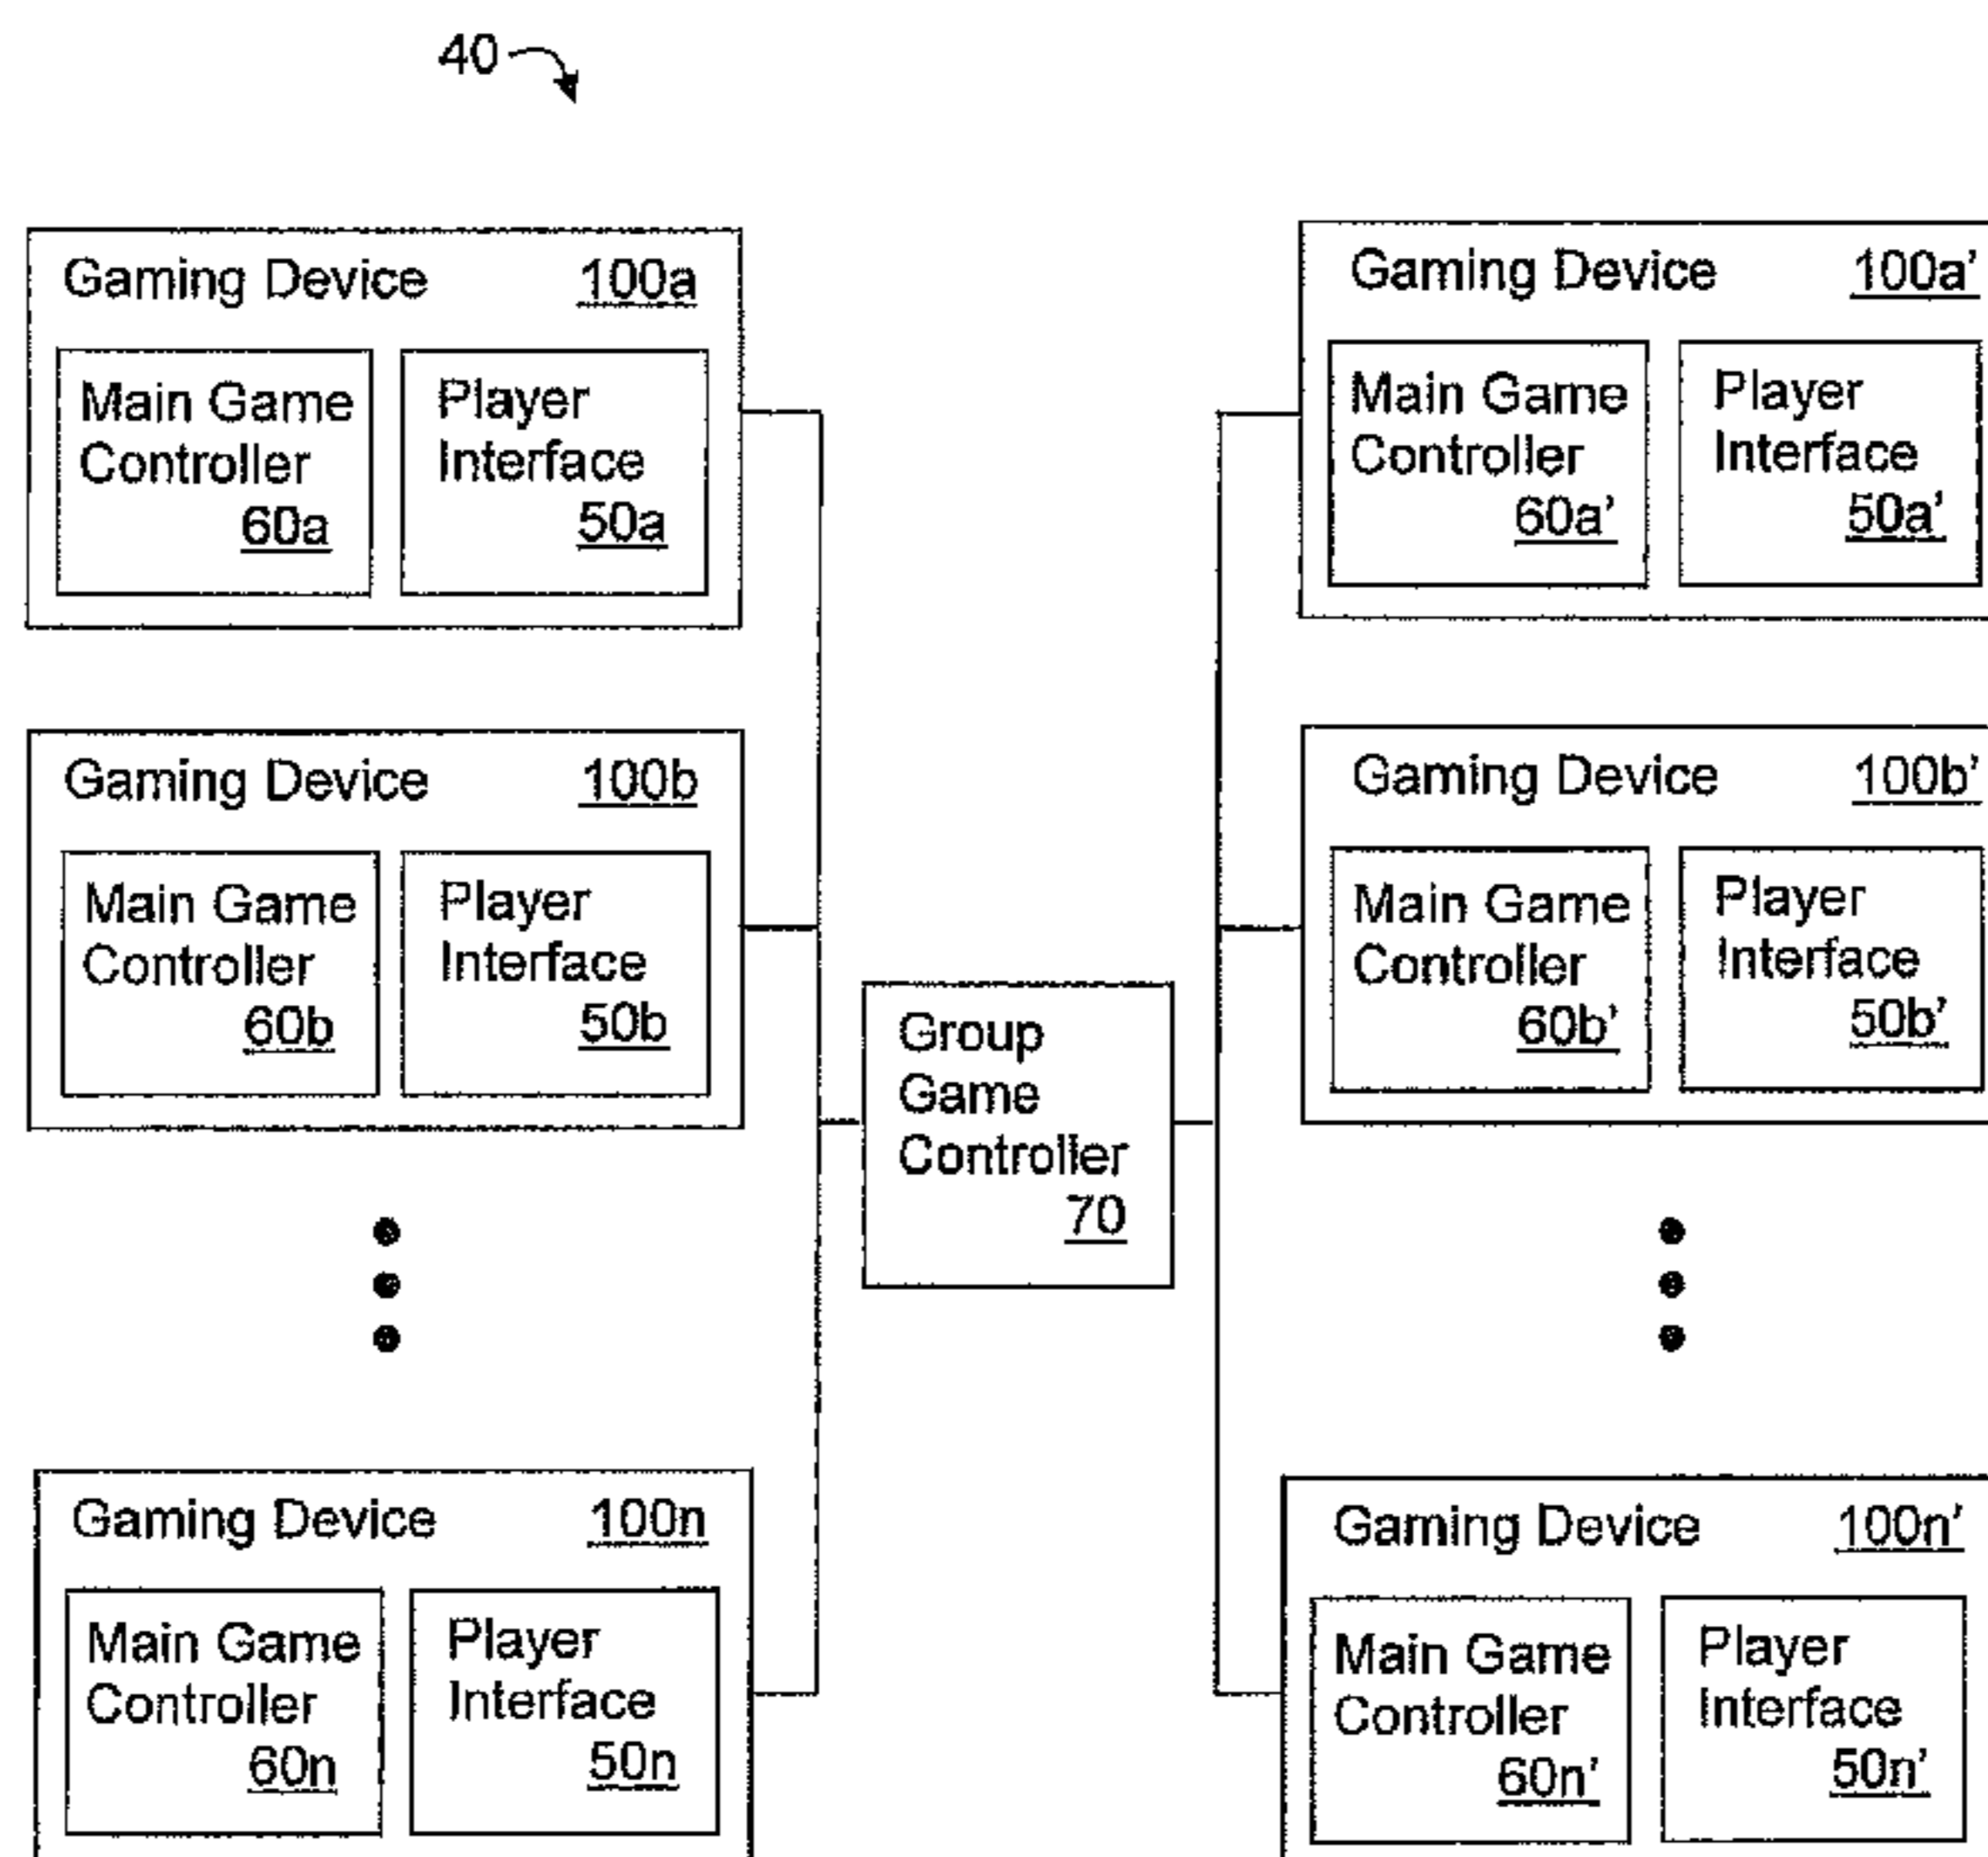 40
Gaming Device 100a
Main Game
Controller
60a
Player
Interface
50a
Gaming Device 100b
Main Game
Controller
60b
Player
Interface
50b
Gaming Device 100n
Main Game
Controller
60n
Player
Interface
50n
Group
Game
Controller
70
Gaming Device 100a’
Main Game
Controller
60a’
Player
Interface
50a’
Gaming Device 100b’
Main Game
Controller
60b’
Player
Interface
50b’
Gaming Device 100n’
Main Game
Controller
60n’
Player
Interface
50n’